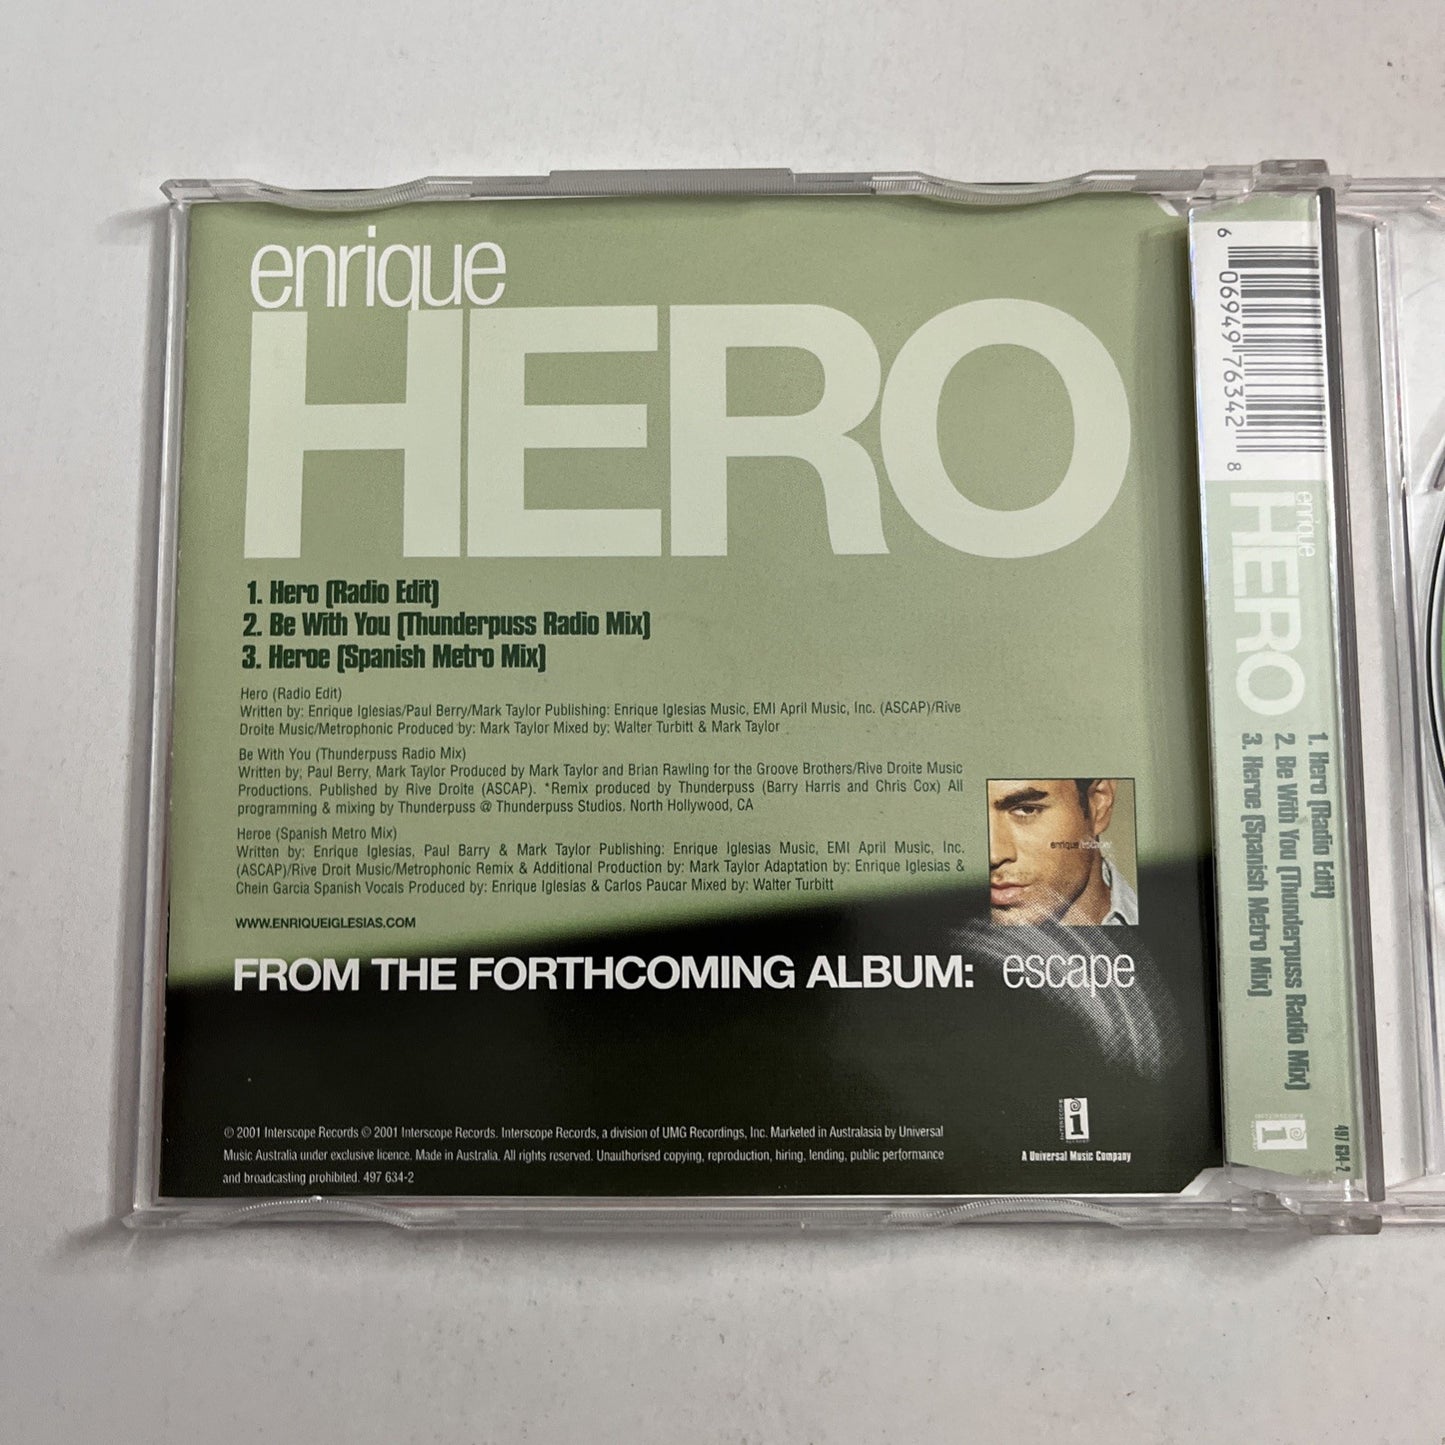 enrique
HERO
1. Hero (Radio Edit)
2. Be With You (Thunderpuss Radio Mix)
3. Heroe (Spanish Metro Mix)
Hero (Radio Edit)
Written by: Enrique Iglesias/Paul Berry/Mark Taylor Publishing: Enrique Iglesias Music, EMI April Music, Inc. (ASCAP)/Rive
Droite Music/Metrophonic Produced by: Mark Taylor Mixed by: Walter Turbitt & Mark Taylor
Be With You (Thunderpuss Radio Mix)
Written by; Paul Berry, Mark Taylor Produced by Mark Taylor and Brian Rawling for the Groove Brothers/Rive Droite Music
Productions. Published by Rive Droite (ASCAP). *Remix produced by Thunderpuss (Barry Harris and Chris Cox) All
programming & mixing by Thunderpuss @ Thunderpuss Studios. North Hollywood, CA
Heroe (Spanish Metro Mix)
Written by: Enrique Iglesias, Paul Barry & Mark Taylor Publishing: Enrique Iglesias Music, EMI April Music, Inc.
(ASCAP)/Rive Droit Music/Metrophonic Remix & Additional Production by: Mark Taylor Adaptation by: Enrique Iglesias &
Chein Garcia Spanish Vocals Produced by: Enrique Iglesias & Carlos Paucar Mixed by: Walter Turbitt
WWW.ENRIQUEIGLESIAS.COM
enrique escape
FROM THE FORTHCOMING ALBUM: escape
℗ 2001 Interscope Records © 2001 Interscope Records. Interscope Records, a division of UMG Recordings, Inc. Marketed in Australasia by Universal
Music Australia under exclusive licence. Made in Australia. All rights reserved. Unauthorised copying, reproduction, hiring, lending, public performance
and broadcasting prohibited. 497 634-2
INTERSCOPE
i
A Universal Music Company
6 06949 76342 8
enrique
HERO
1. Hero (Radio Edit)
2. Be With You (Thunderpuss Radio Mix)
3. Heroe (Spanish Metro Mix)
INTERSCOPE
i
497 634-2